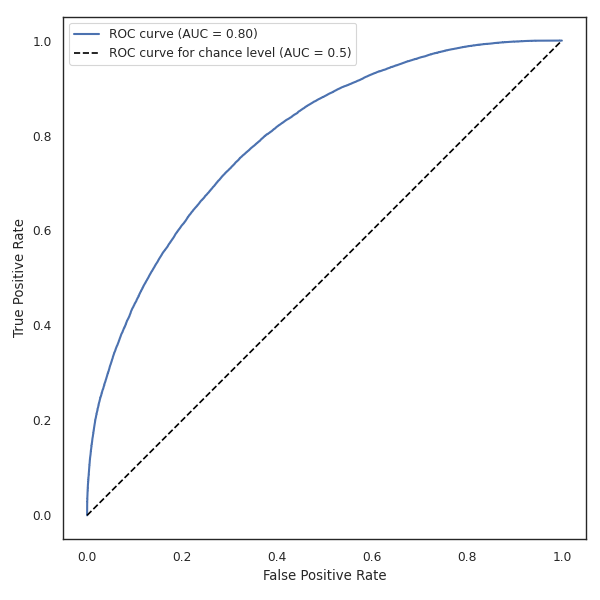 ROC curve (AUC = 0.80)
ROC curve for chance level (AUC = 0.5)
1.0
0.8
0.6
0.4
0.2
0.0
True Positive Rate
0.0 0.2 0.4 0.6 0.8 1.0
False Positive Rate